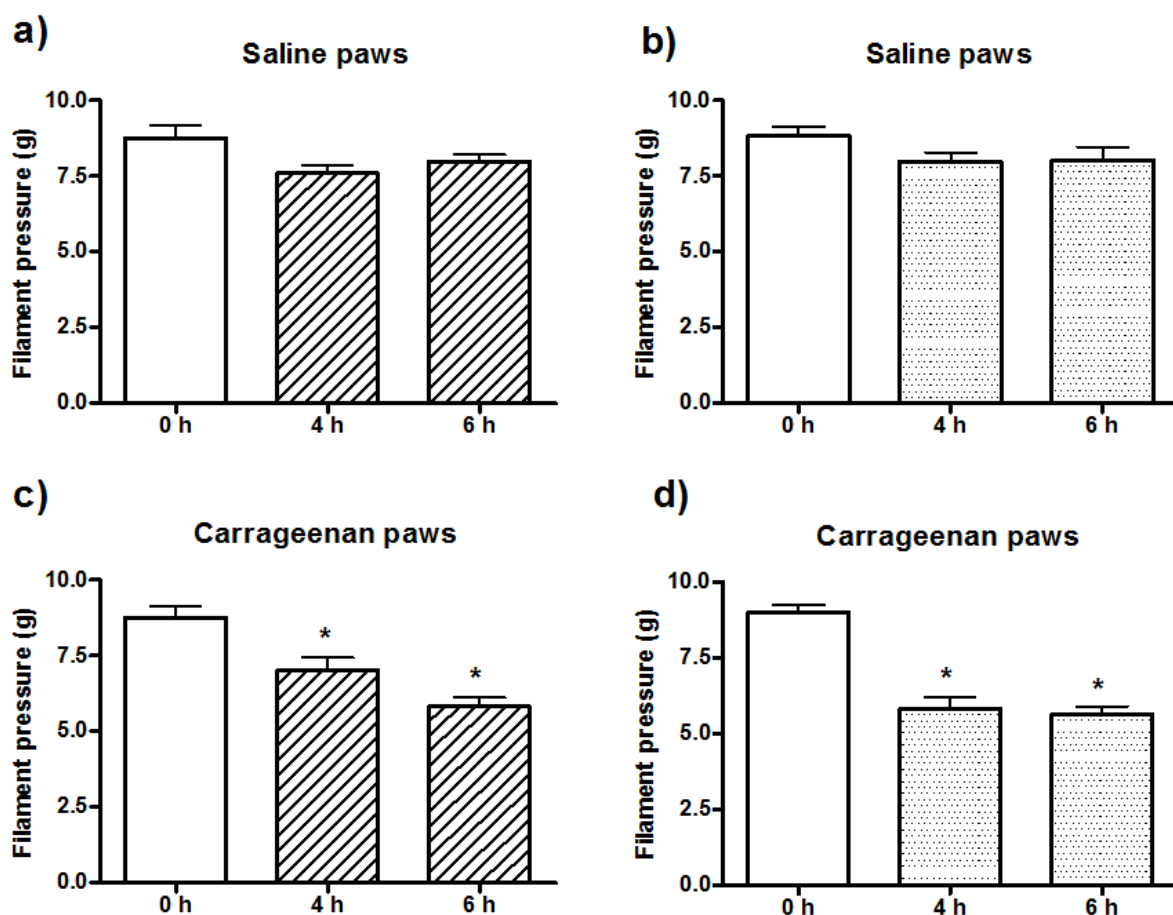 a)
Saline paws
Filament pressure (g)
10.0
7.5
5.0
2.5
0.0
0 h 4 h 6 h
b)
Saline paws
Filament pressure (g)
10.0
7.5
5.0
2.5
0.0
0 h 4 h 6 h
c)
Carrageenan paws
Filament pressure (g)
10.0
7.5
5.0
2.5
0.0
* *
0 h 4 h 6 h
d)
Carrageenan paws
Filament pressure (g)
10.0
7.5
5.0
2.5
0.0
* *
0 h 4 h 6 h